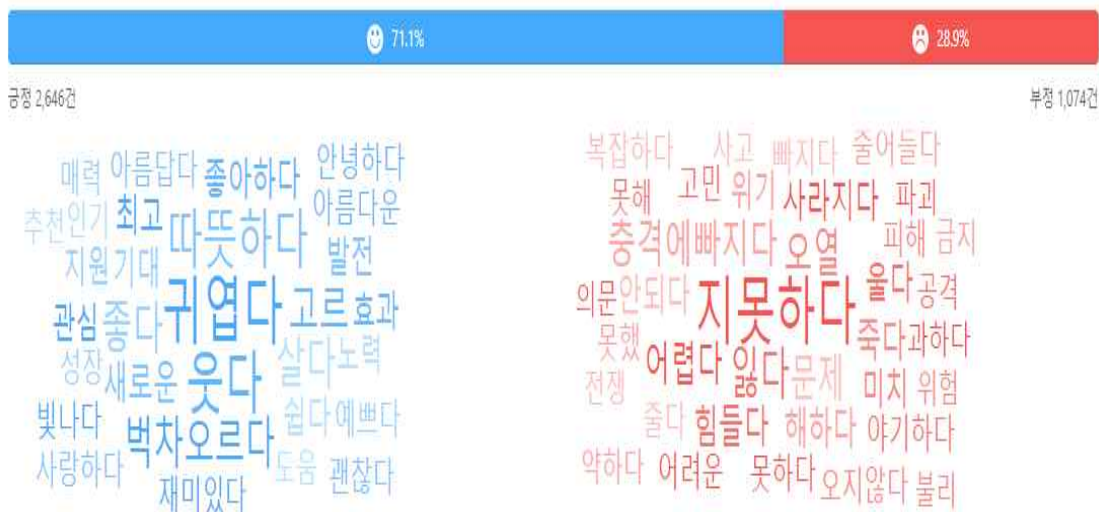 71.1%
28.9%
긍정 2,646건
부정 1,074건
매력 아름답다 좋아하다 안녕하다
추천 인기 최고 따뜻하다 아름다운
지원 기대 발전
관심 좋다 귀엽다 고르 효과
성장 새로운 웃다 살다 노력
빛나다 벅차오르다 쉽다 예쁘다
사랑하다 재미있다 도움 괜찮다
복잡하다 사고 빠지다 줄어들다
못해 고민 위기 사라지다 파괴
충격에빠지다 오열 피해 금지
의문 안되다 지못하다 울다 공격
못했 어렵다 잃다 문제 죽다 과하다
전쟁 미치 위험
줄다 힘들다 해하다 야기하다
약하다 어려운 못하다 오지않다 불리